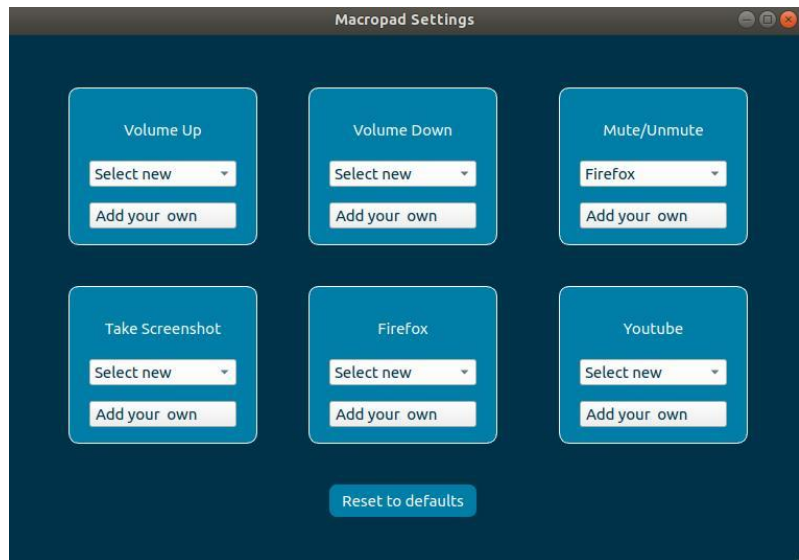 Macropad Settings
Volume Up
Select new
Add your own
Volume Down
Select new
Add your own
Mute/Unmute
Firefox
Add your own
Take Screenshot
Select new
Add your own
Firefox
Select new
Add your own
Youtube
Select new
Add your own
Reset to defaults